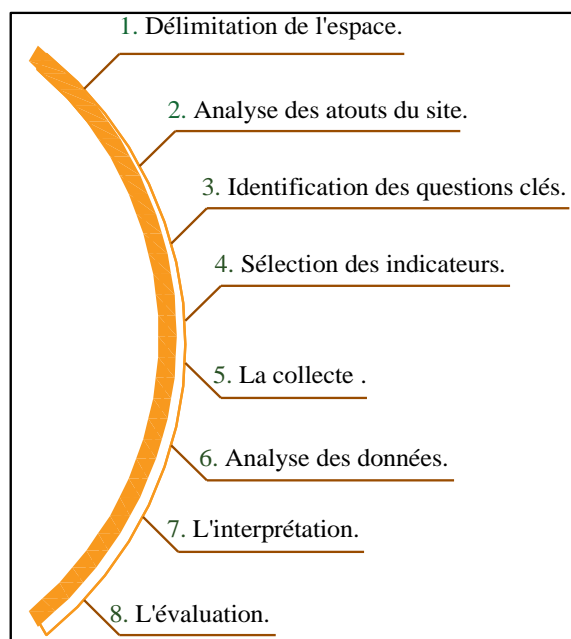 1. Délimitation de l'espace.
2. Analyse des atouts du site.
3. Identification des questions clés.
4. Sélection des indicateurs.
5. La collecte .
6. Analyse des données.
7. L'interprétation.
8. L'évaluation.